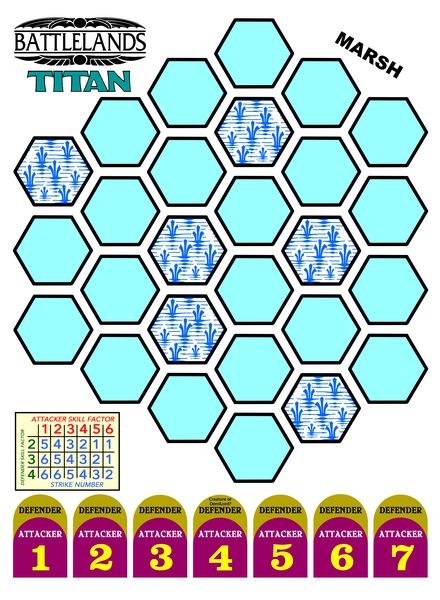 BATTLELANDS
TITAN
MARSH
ATTACKER SKILL FACTOR
1 2 3 4 5 6
DEFENDER SKILL FACTOR
2 5 4 3 2 1 1
3 6 5 4 3 2 1
4 6 6 5 4 3 2
STRIKE NUMBER
DEFENDER
ATTACKER
1
DEFENDER
ATTACKER
2
DEFENDER
ATTACKER
3
Creature or
DemiLord?
DEFENDER
ATTACKER
4
DEFENDER
ATTACKER
5
DEFENDER
ATTACKER
6
DEFENDER
ATTACKER
7